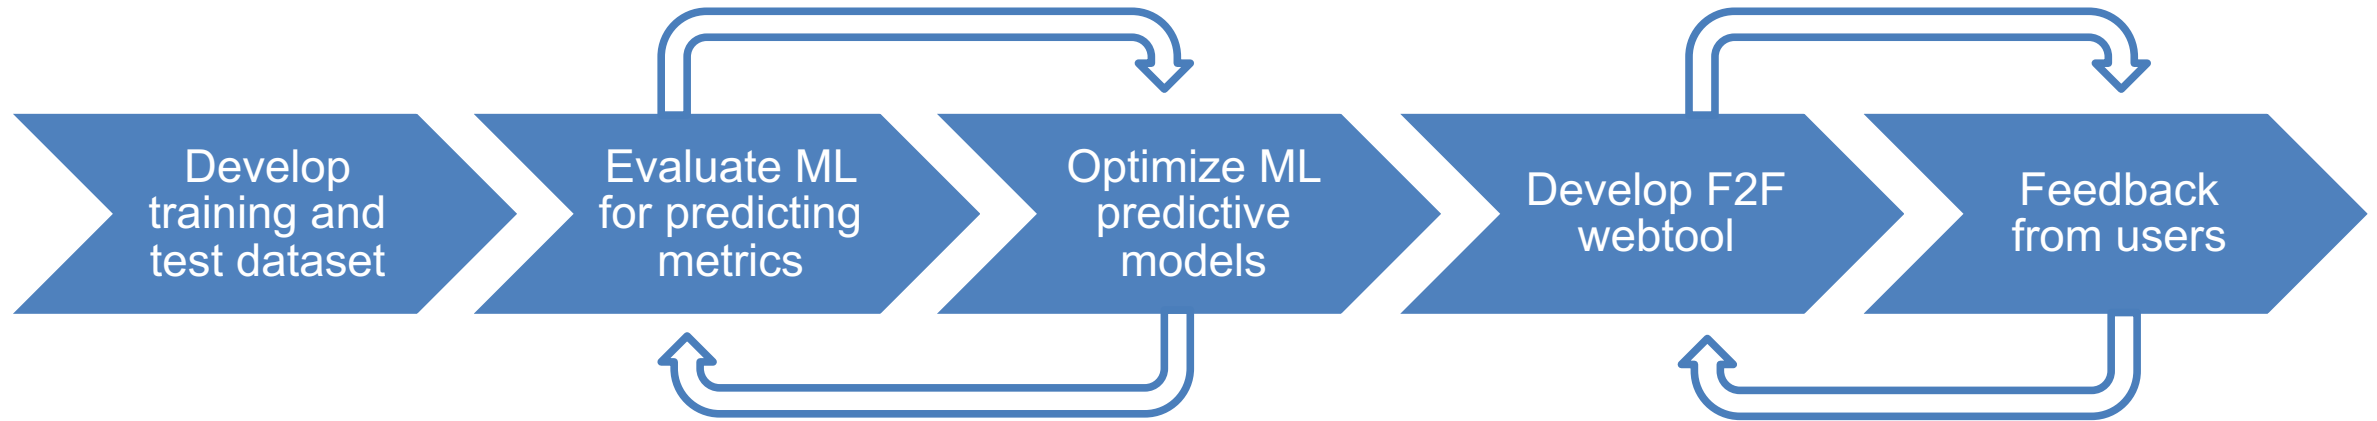 Develop
training and
test dataset
Evaluate ML
for predicting
metrics
Optimize ML
predictive
models
Develop F2F
webtool
Feedback
from users